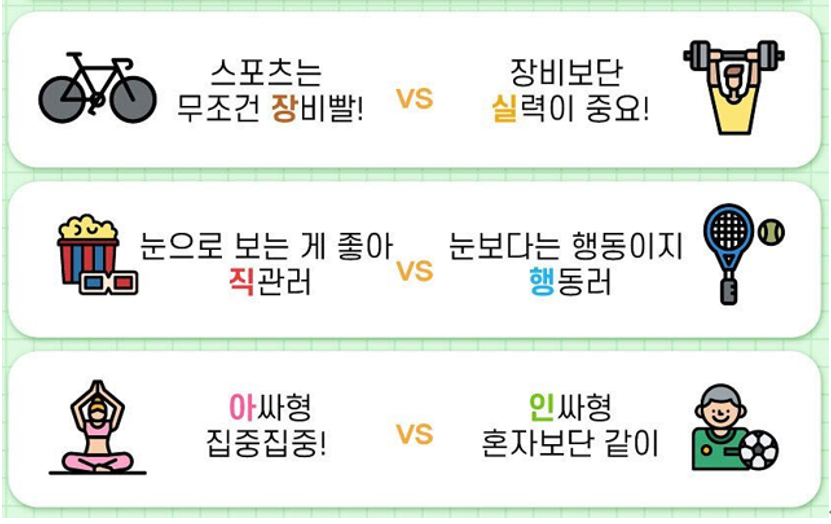 스포츠는
무조건 장비빨!
VS
장비보단
실력이 중요!
눈으로 보는 게 좋아
직관러
VS
눈보다는 행동이지
행동러
아싸형
집중집중!
VS
인싸형
혼자보단 같이